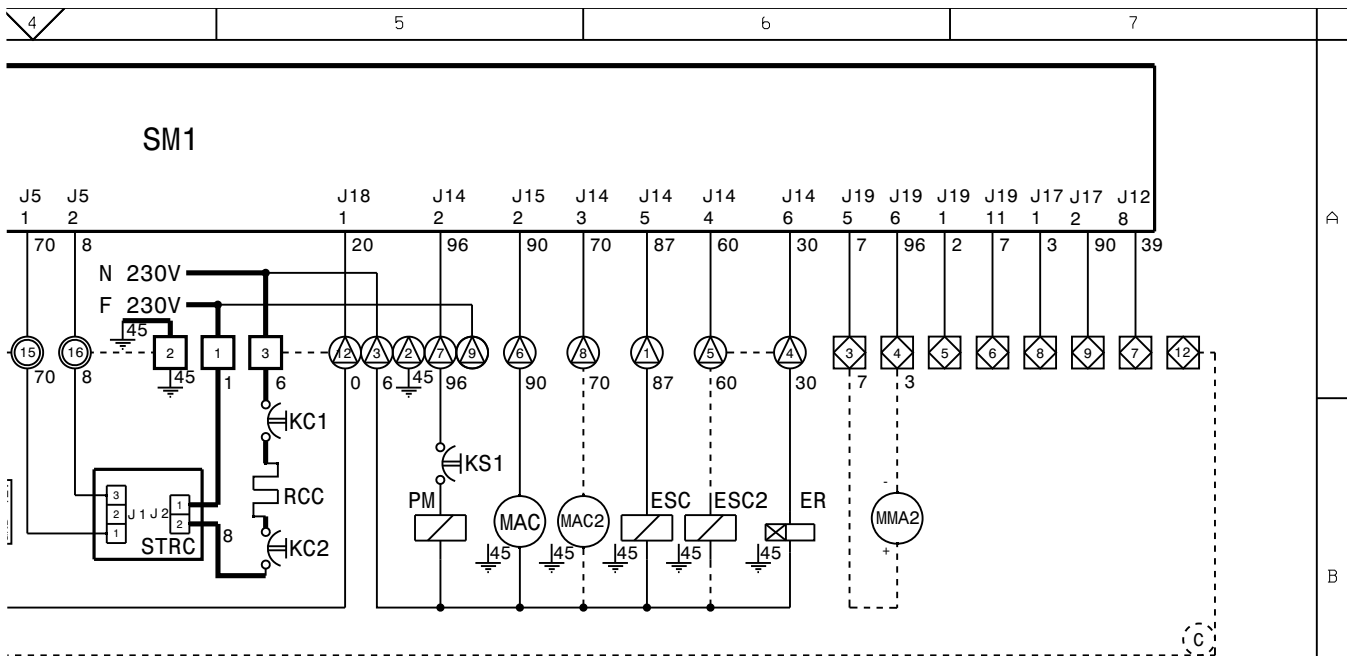 4 5 6 7
SM1
J5 J5 J18 J14 J15 J14 J14 J14 J14 J19 J19 J19 J19 J17 J17 J12
1 2 1 2 2 3 5 4 6 5 6 1 11 1 2 8
A
70 8 20 96 90 70 87 60 30 7 96 2 7 3 90 39
N 230V
F 230V
45
15 16 2 1 3 12 3 2 7 9 6 8 1 5 4 3 4 5 6 8 9 7 12
70 8 45 1 6 0 6 45 96 90 70 87 60 30 7 3
KC1
KS1
3 RCC PM ESC ESC2 ER -
2 J1 J2 1 MAC MAC2 MMA2
1 2
STRC 8 KC2 45 45 45 45 +
B
C